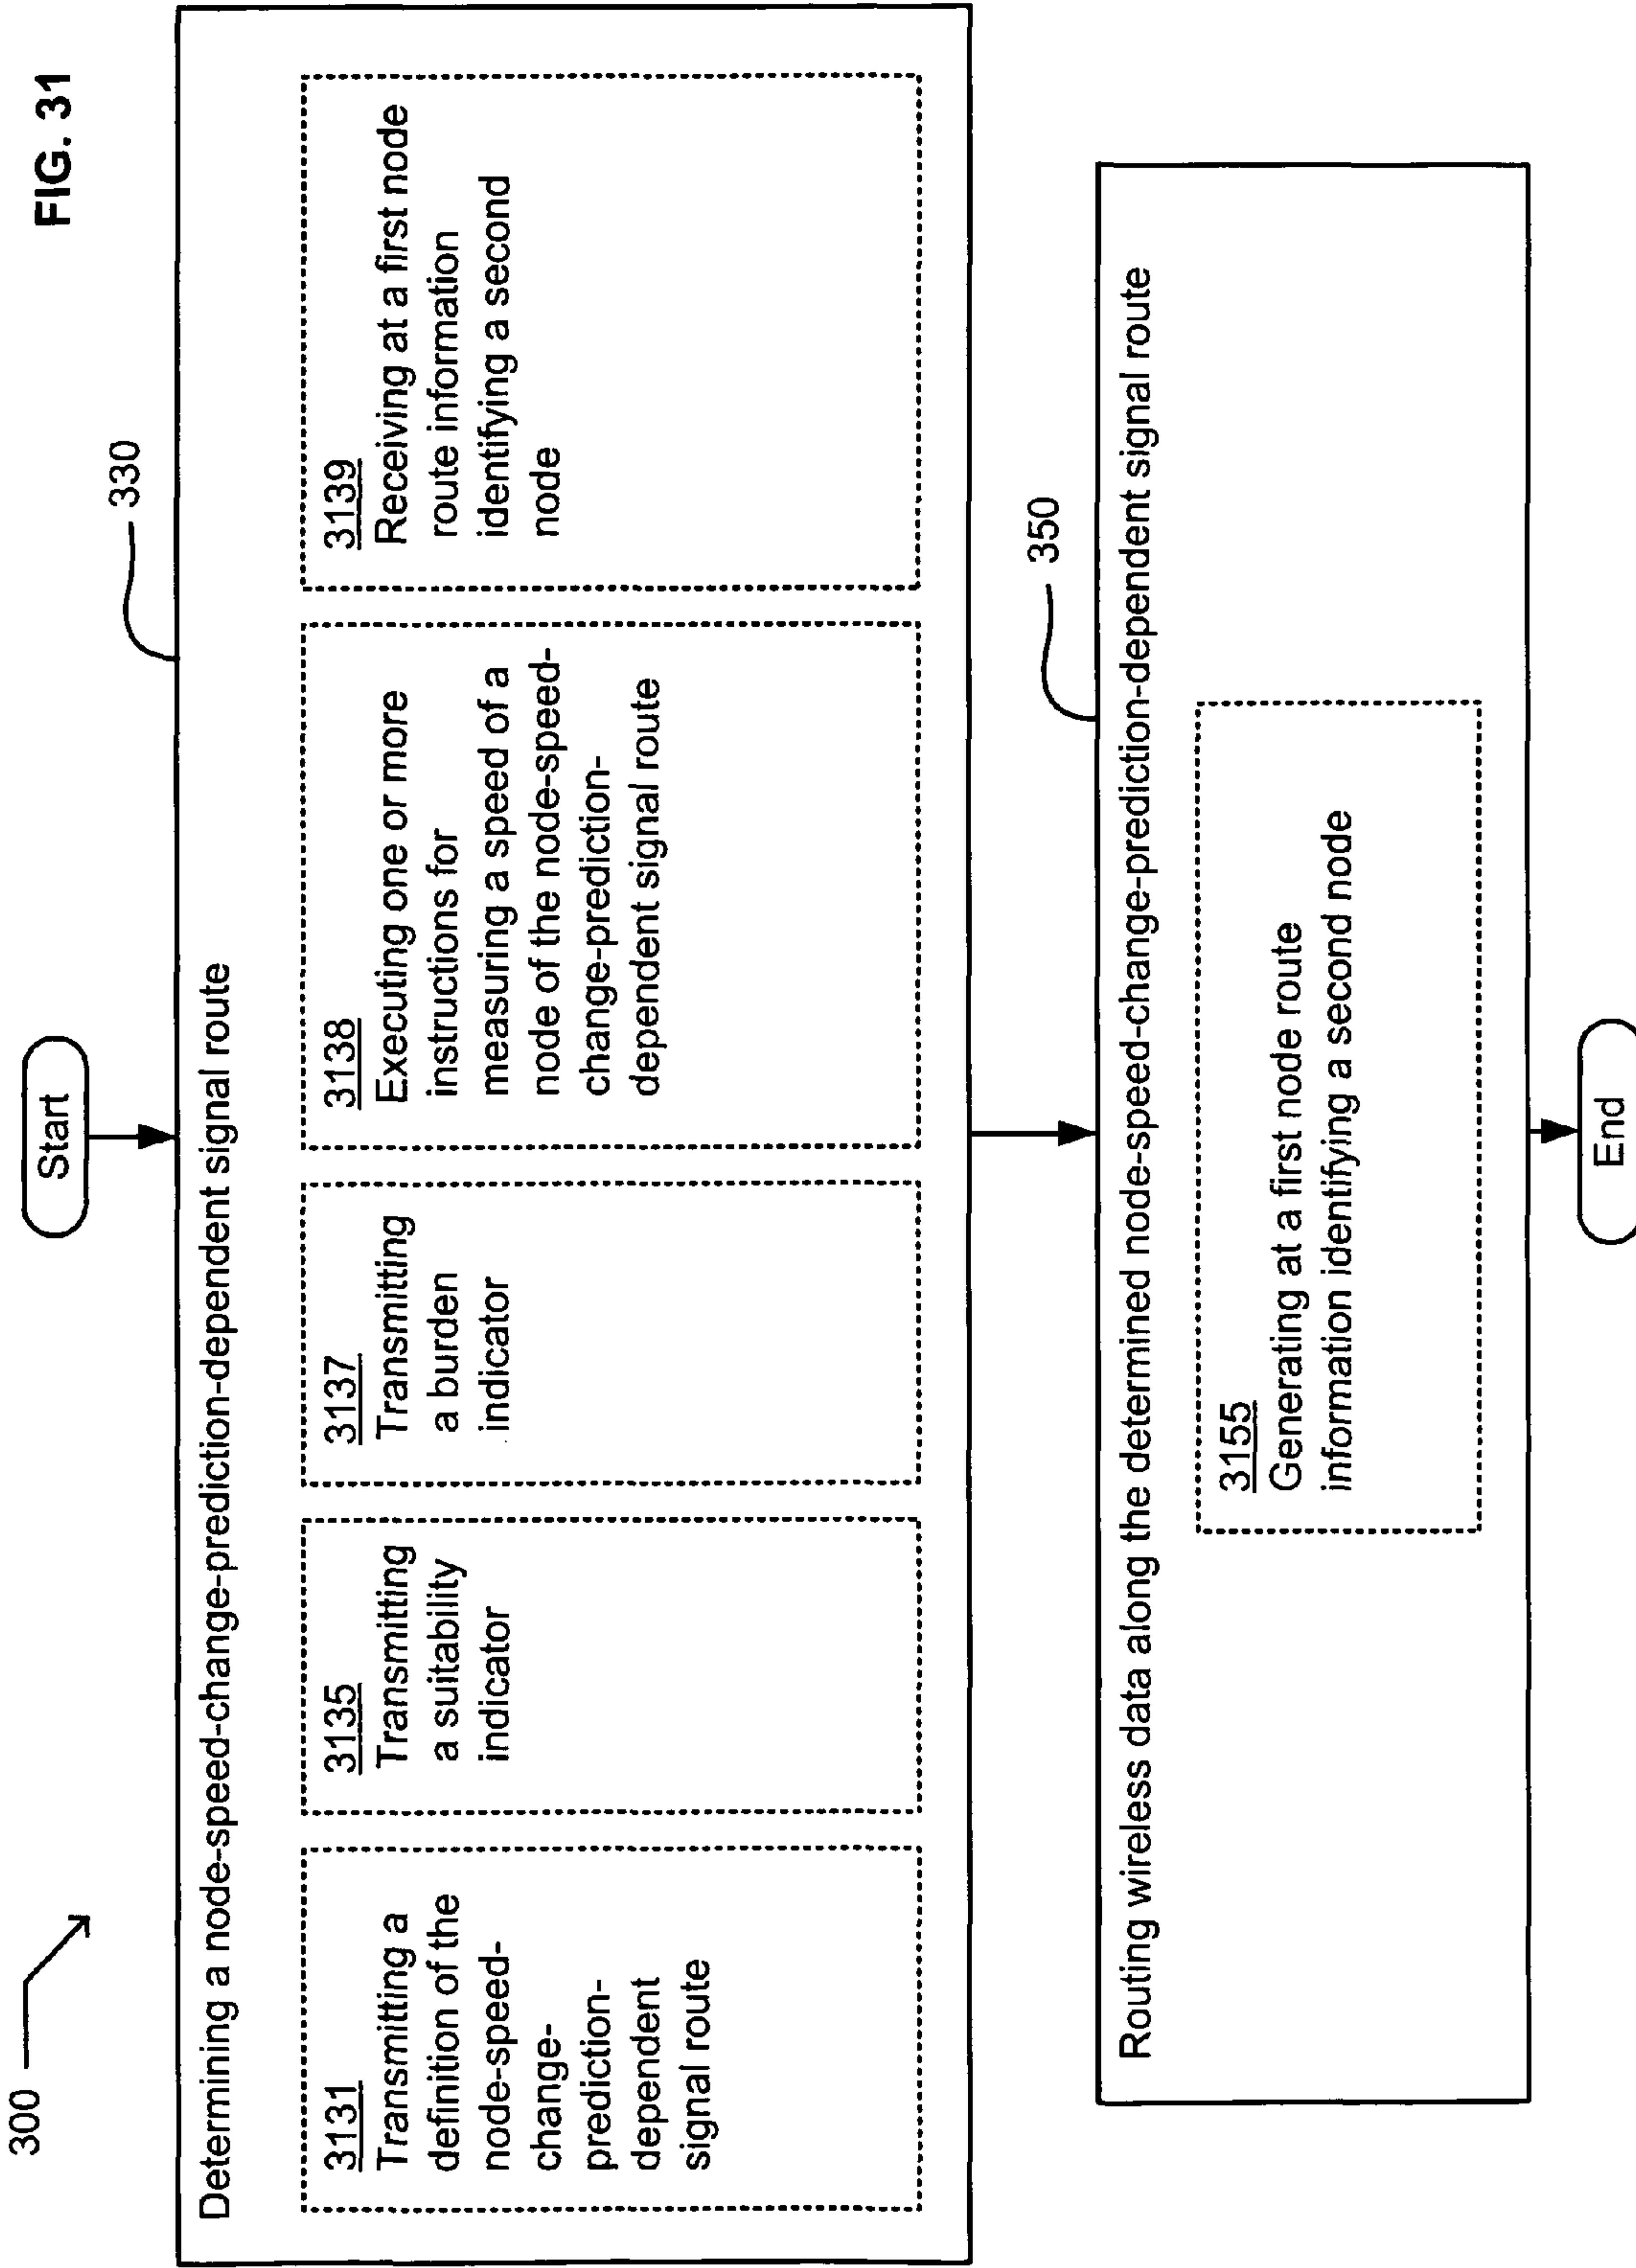 FIG. 31
300
Start
330
Determining a node-speed-change-prediction-dependent signal route
3131
Transmitting a
definition of the
node-speed-
change-
prediction-
dependent
signal route
3135
Transmitting
a suitability
indicator
3137
Transmitting
a burden
indicator
3138
Executing one or more
instructions for
measuring a speed of a
node of the node-speed-
change-prediction-
dependent signal route
3139
Receiving at a first node
route information
identifying a second
node
350
Routing wireless data along the determined node-speed-change-prediction-dependent signal route
3155
Generating at a first node route
information identifying a second node
End